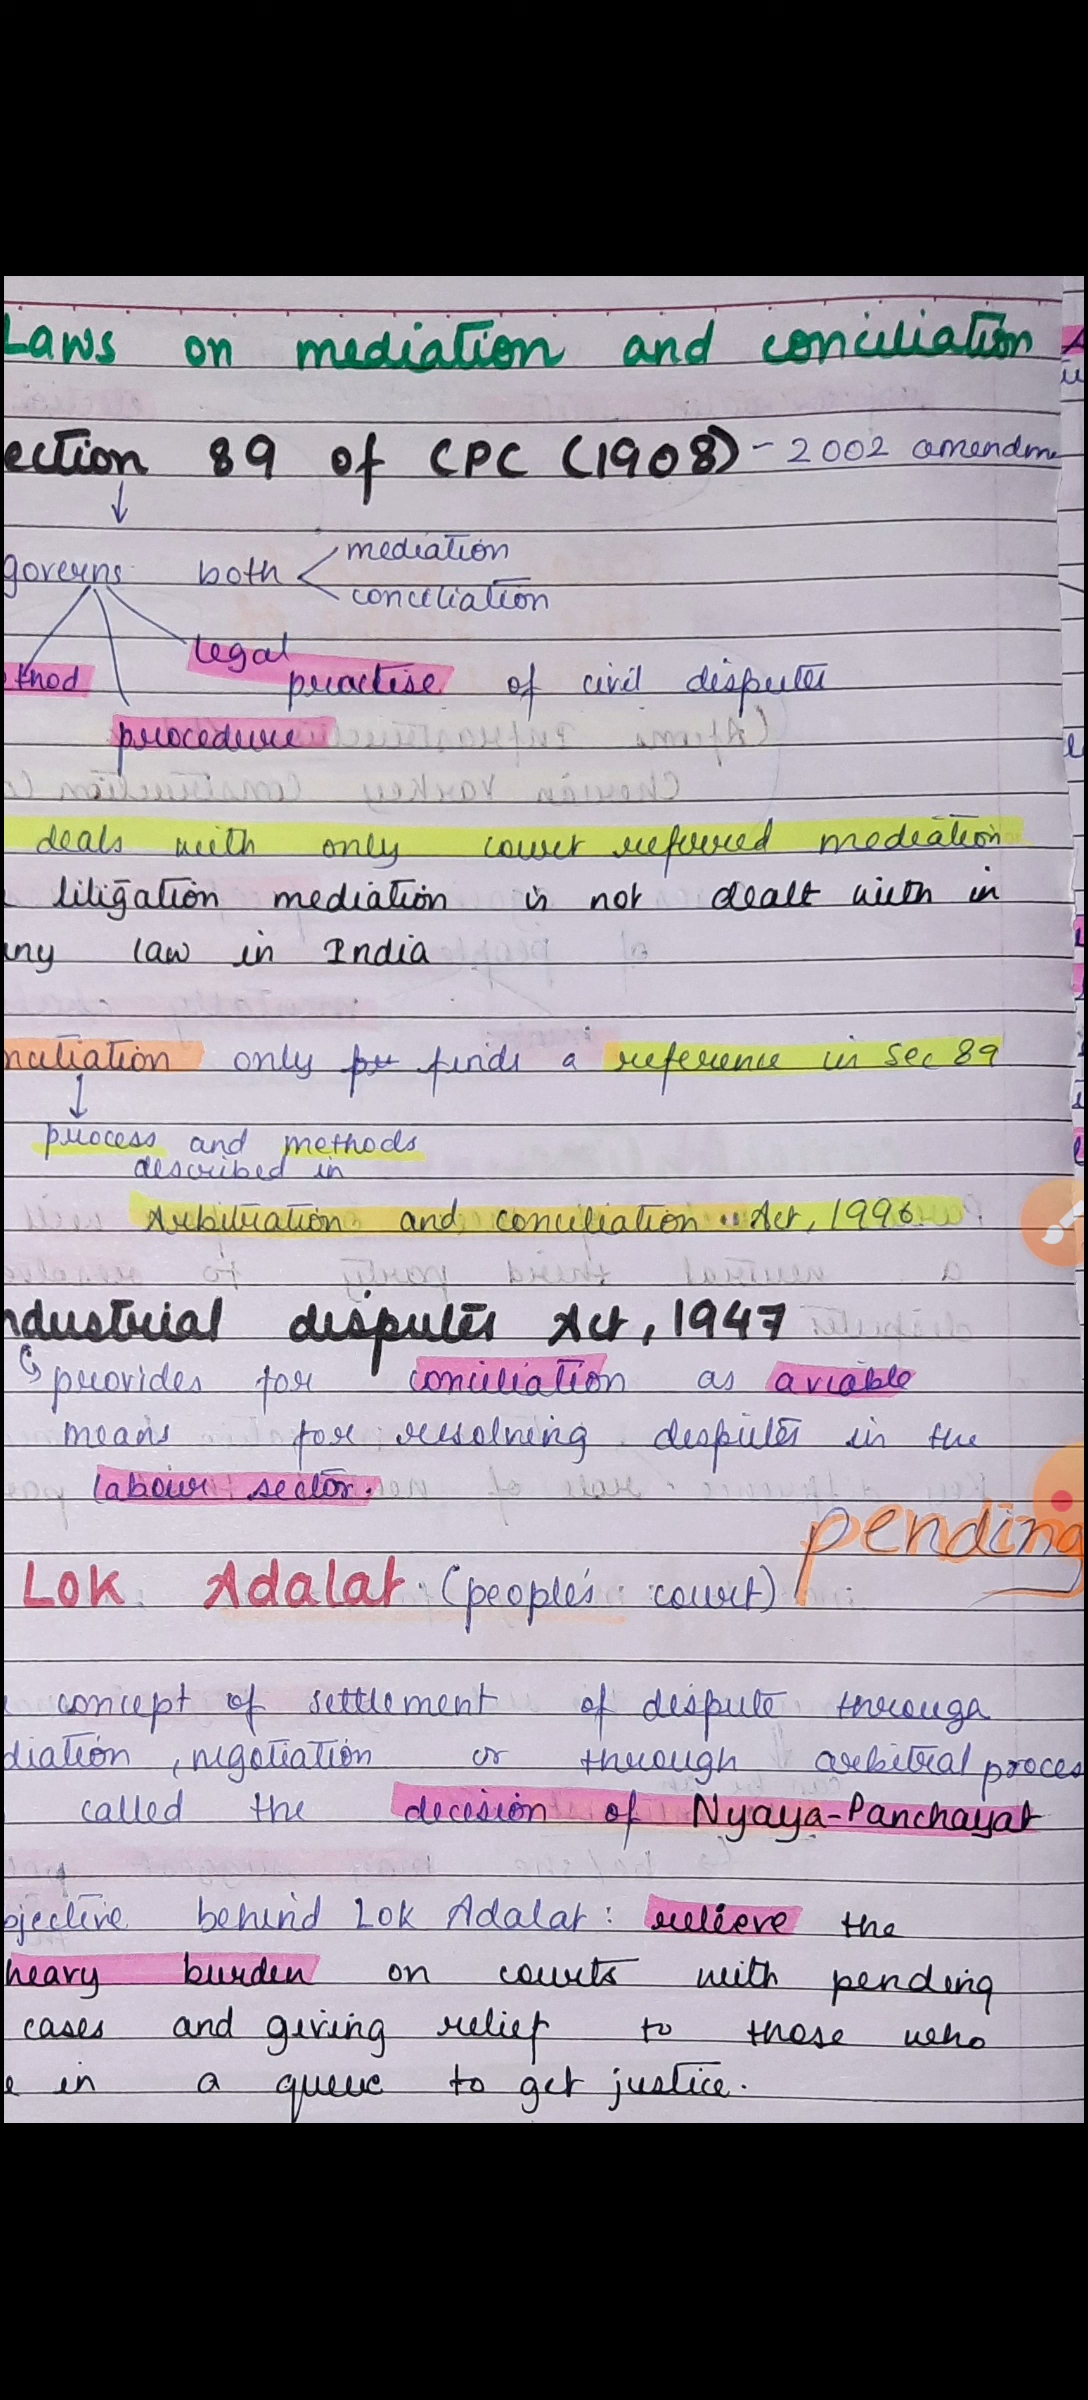 Laws on mediation and conciliation
ection 89 of CPC (1908) - 2002 amendm
governs both mediation
conciliation
legal
thod practise of civil disputes
procedure
deals with only court referred mediation
litigation mediation is not dealt with in
any law in India
nciliation only finds a reference in Sec 89
process and methods
described in
Arbitration and conciliation Act, 1996
ndustrial disputes Act, 1947
provides for conciliation as a viable
means for resolving disputes in the
labour sector.
pending
Lok Adalat (people's court)
concept of settlement of dispute through
diation, negotiation or through arbitral proces
called the decision of Nyaya-Panchayat
bjective behind Lok Adalat: relieve the
heavy burden on courts with pending
cases and giving relief to those who
e in a queue to get justice.